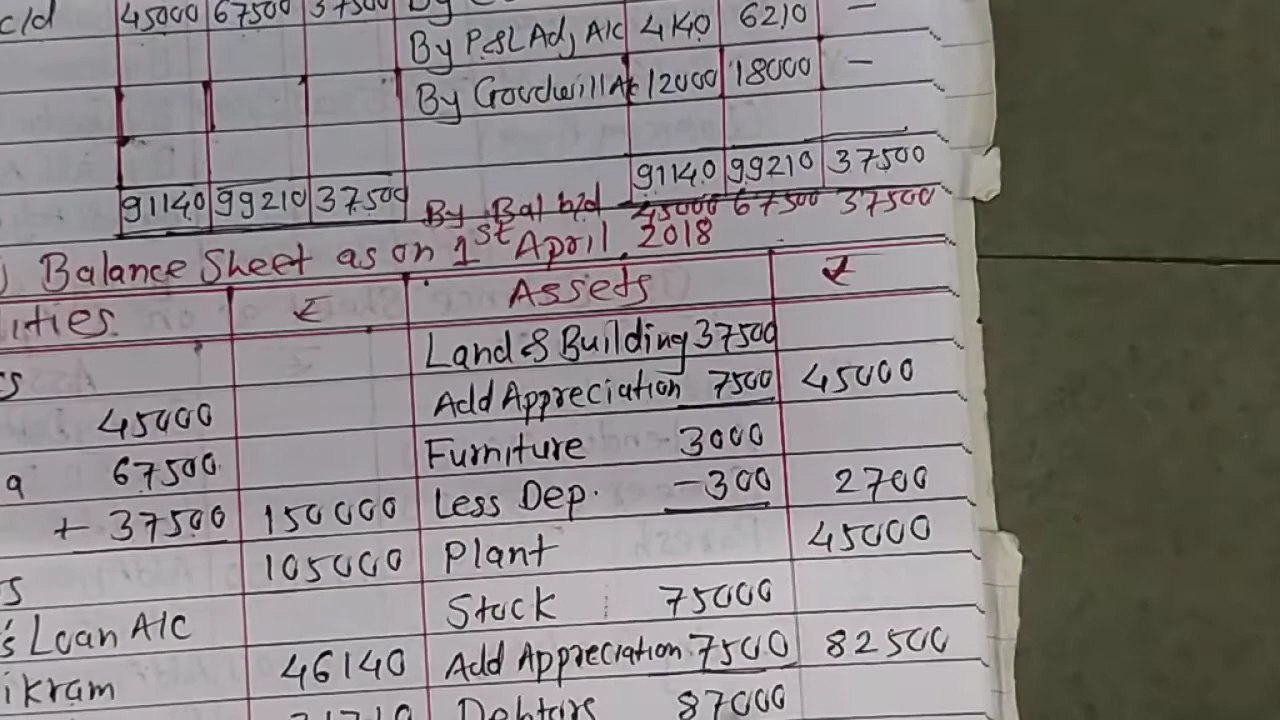 c/d 45000 67500 37500 By
By P&L Adj A/c 4140 6210 —
By Goodwill A/c 12000 18000 —
91140 99210 37500
91140 99210 37500 By Bal b/d 45000 67500 37500
) Balance Sheet as on 1st April, 2018
ities. ₹ Assets ₹
Land & Building 37500
s Add Appreciation 7500 45000
45000 Furniture 3000
a 67500 Less Dep. -300 2700
+ 37500 150000 Plant 45000
s 105000 Stock 75000
's Loan A/c Add Appreciation 7500 82500
ikram 46140 Debtors 87000